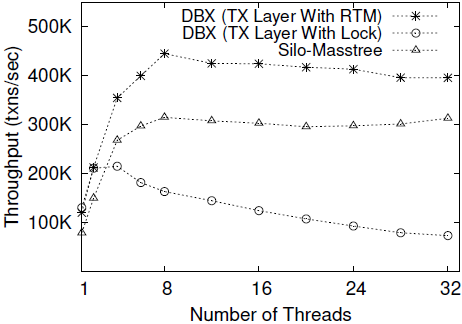 DBX (TX Layer With RTM)
DBX (TX Layer With Lock)
Silo-Masstree
500K
400K
300K
200K
100K
Throughput (txns/sec)
1 8 16 24 32
Number of Threads